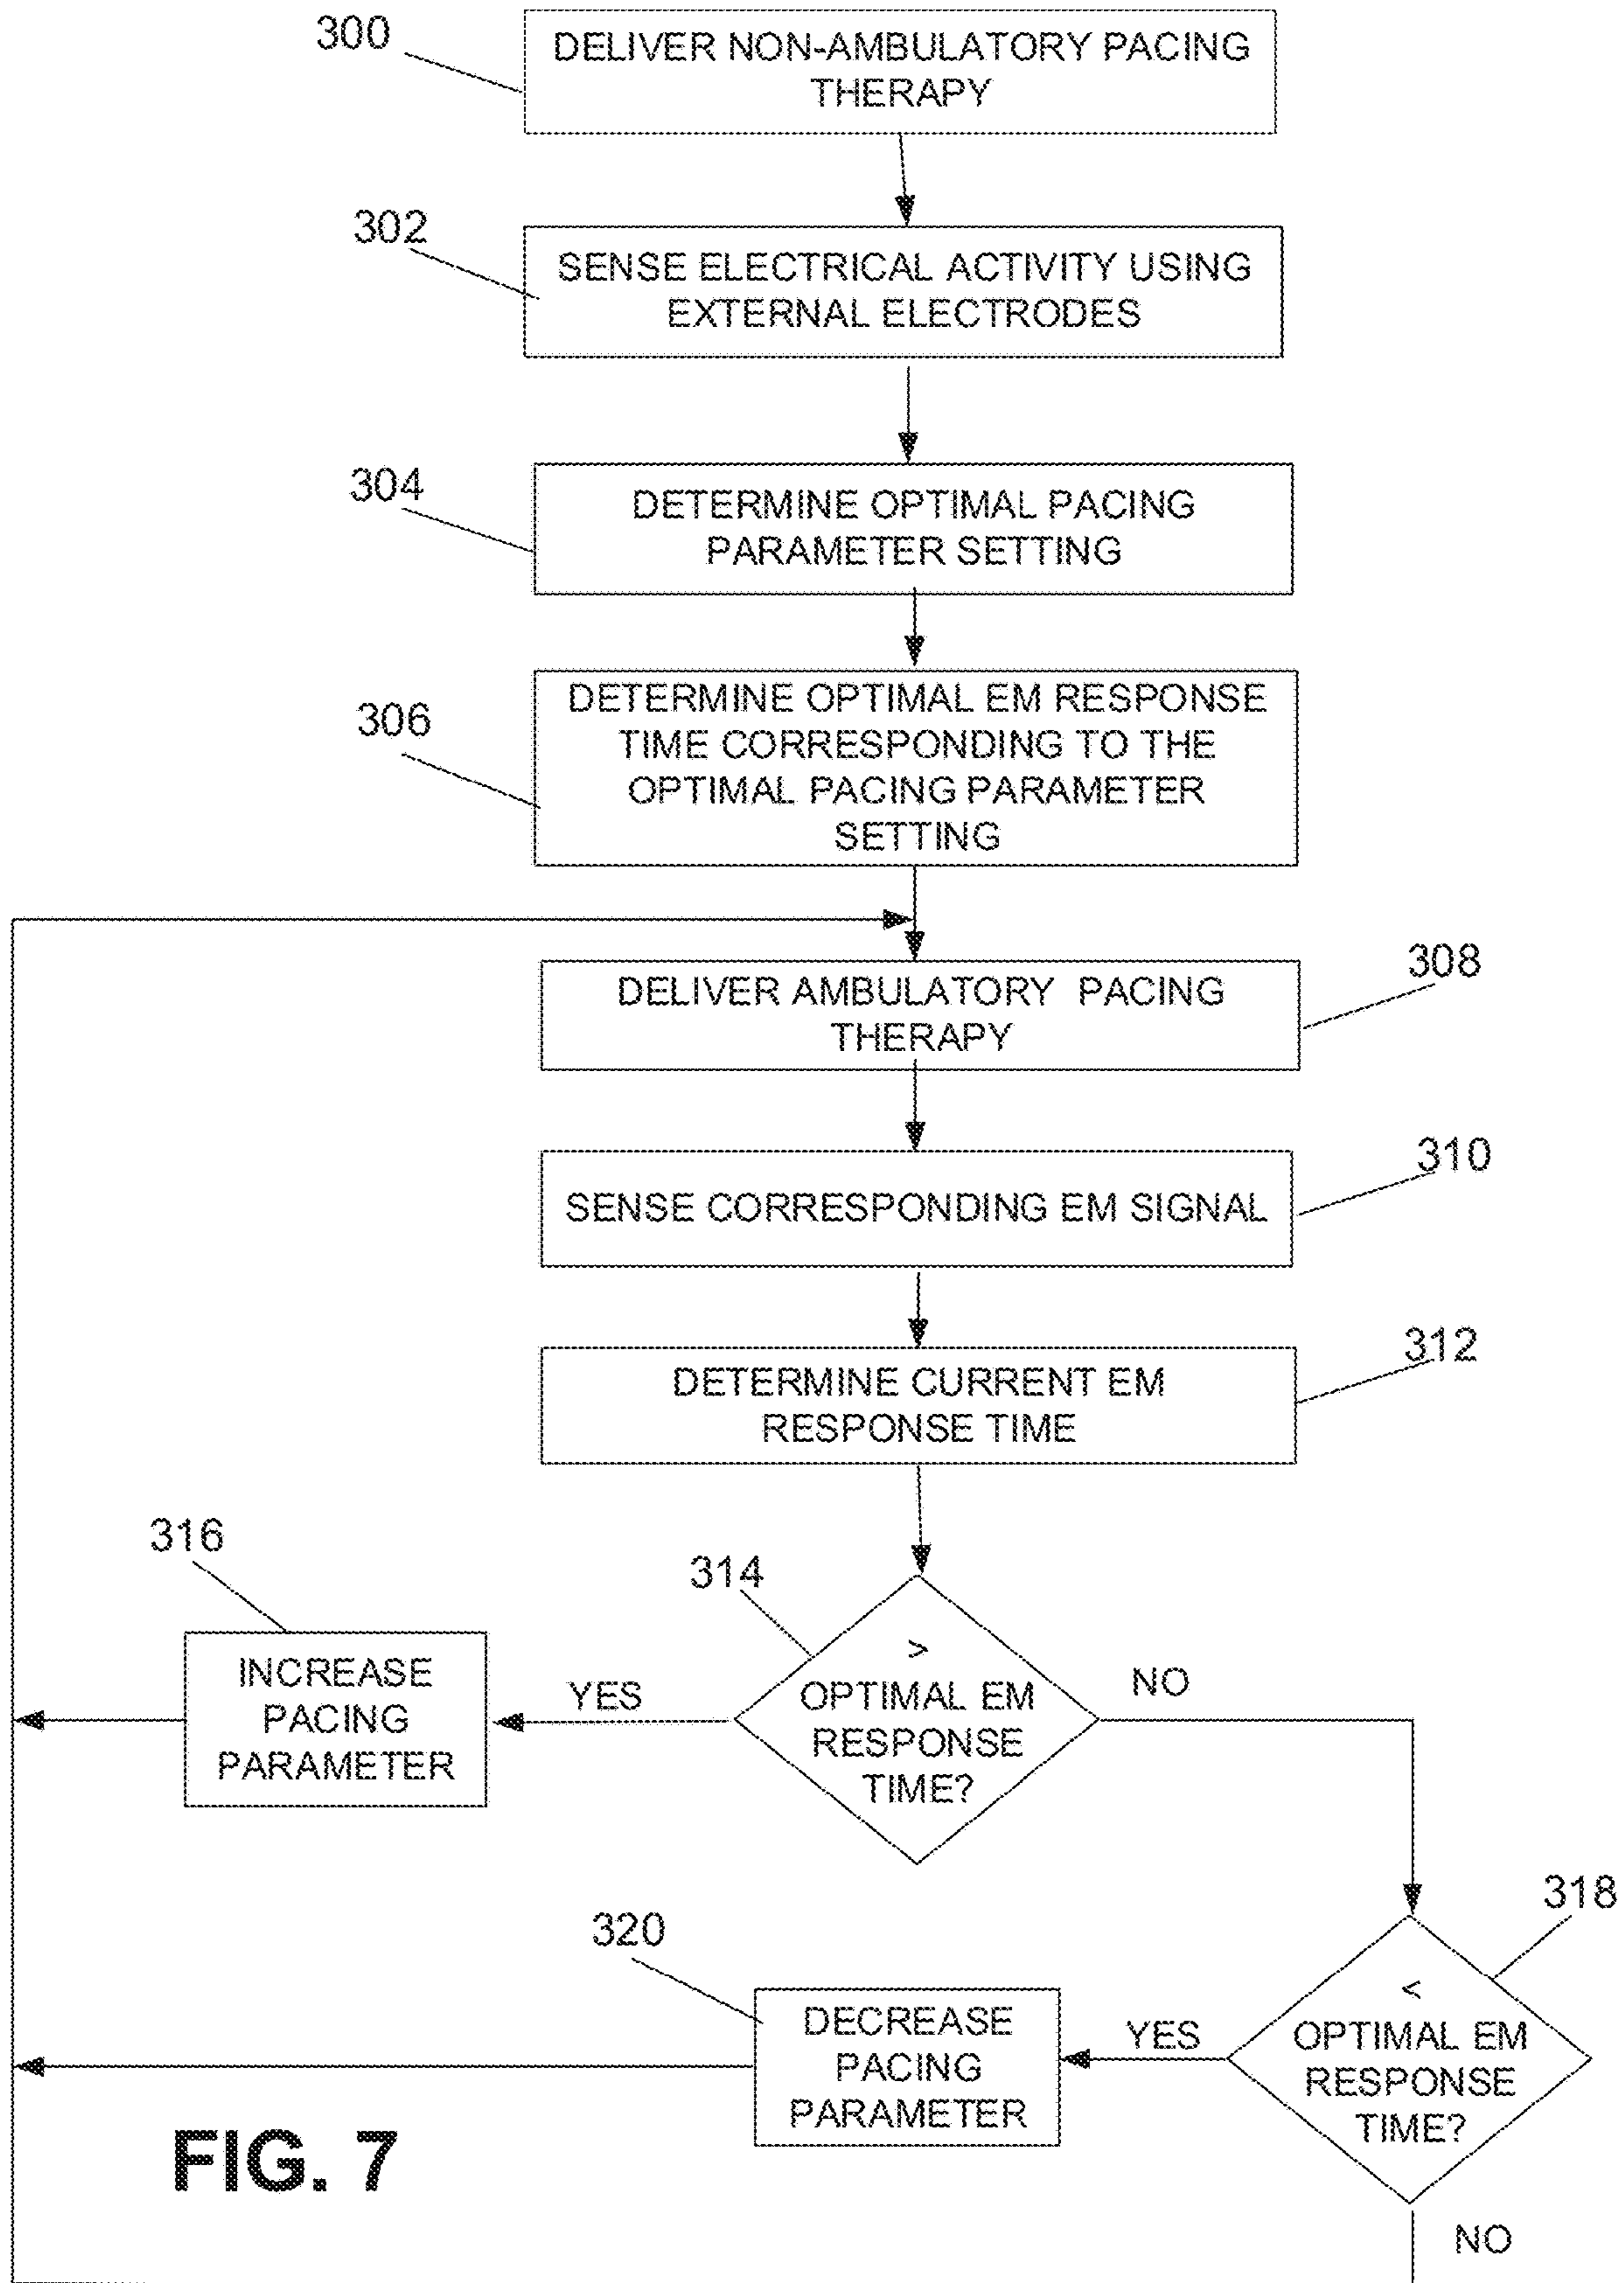 300
DELIVER NON-AMBULATORY PACING
THERAPY
302
SENSE ELECTRICAL ACTIVITY USING
EXTERNAL ELECTRODES
304
DETERMINE OPTIMAL PACING
PARAMETER SETTING
306
DETERMINE OPTIMAL EM RESPONSE
TIME CORRESPONDING TO THE
OPTIMAL PACING PARAMETER
SETTING
308
DELIVER AMBULATORY PACING
THERAPY
310
SENSE CORRESPONDING EM SIGNAL
312
DETERMINE CURRENT EM
RESPONSE TIME
314
>
OPTIMAL EM
RESPONSE
TIME?
YES
NO
316
INCREASE
PACING
PARAMETER
318
<
OPTIMAL EM
RESPONSE
TIME?
YES
NO
320
DECREASE
PACING
PARAMETER
FIG. 7